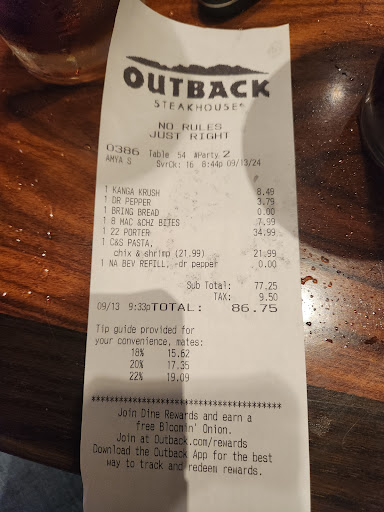 OUTBACK
STEAKHOUSE®
NO RULES
JUST RIGHT
0386 Table 54 #Party 2
AMYA S SvrCk: 16 8:44p 09/13/24
1 KANGA KRUSH 8.49
1 DR PEPPER 3.79
1 BRING BREAD 0.00
1 8 MAC &CHZ BITES 7.99
1 22 PORTER 34.99
1 C&S PASTA,
chix & shrimp (21.99) 21.99
1 NA BEV REFILL, -dr pepper 0.00
Sub Total: 77.25
TAX: 9.50
09/13 9:33pTOTAL: 86.75
Tip guide provided for
your convenience, mates:
18% 15.62
20% 17.35
22% 19.09
****************************************
Join Dine Rewards and earn a
free Bloomin' Onion.
Join at Outback.com/rewards
Download the Outback App for the best
way to track and redeem rewards.